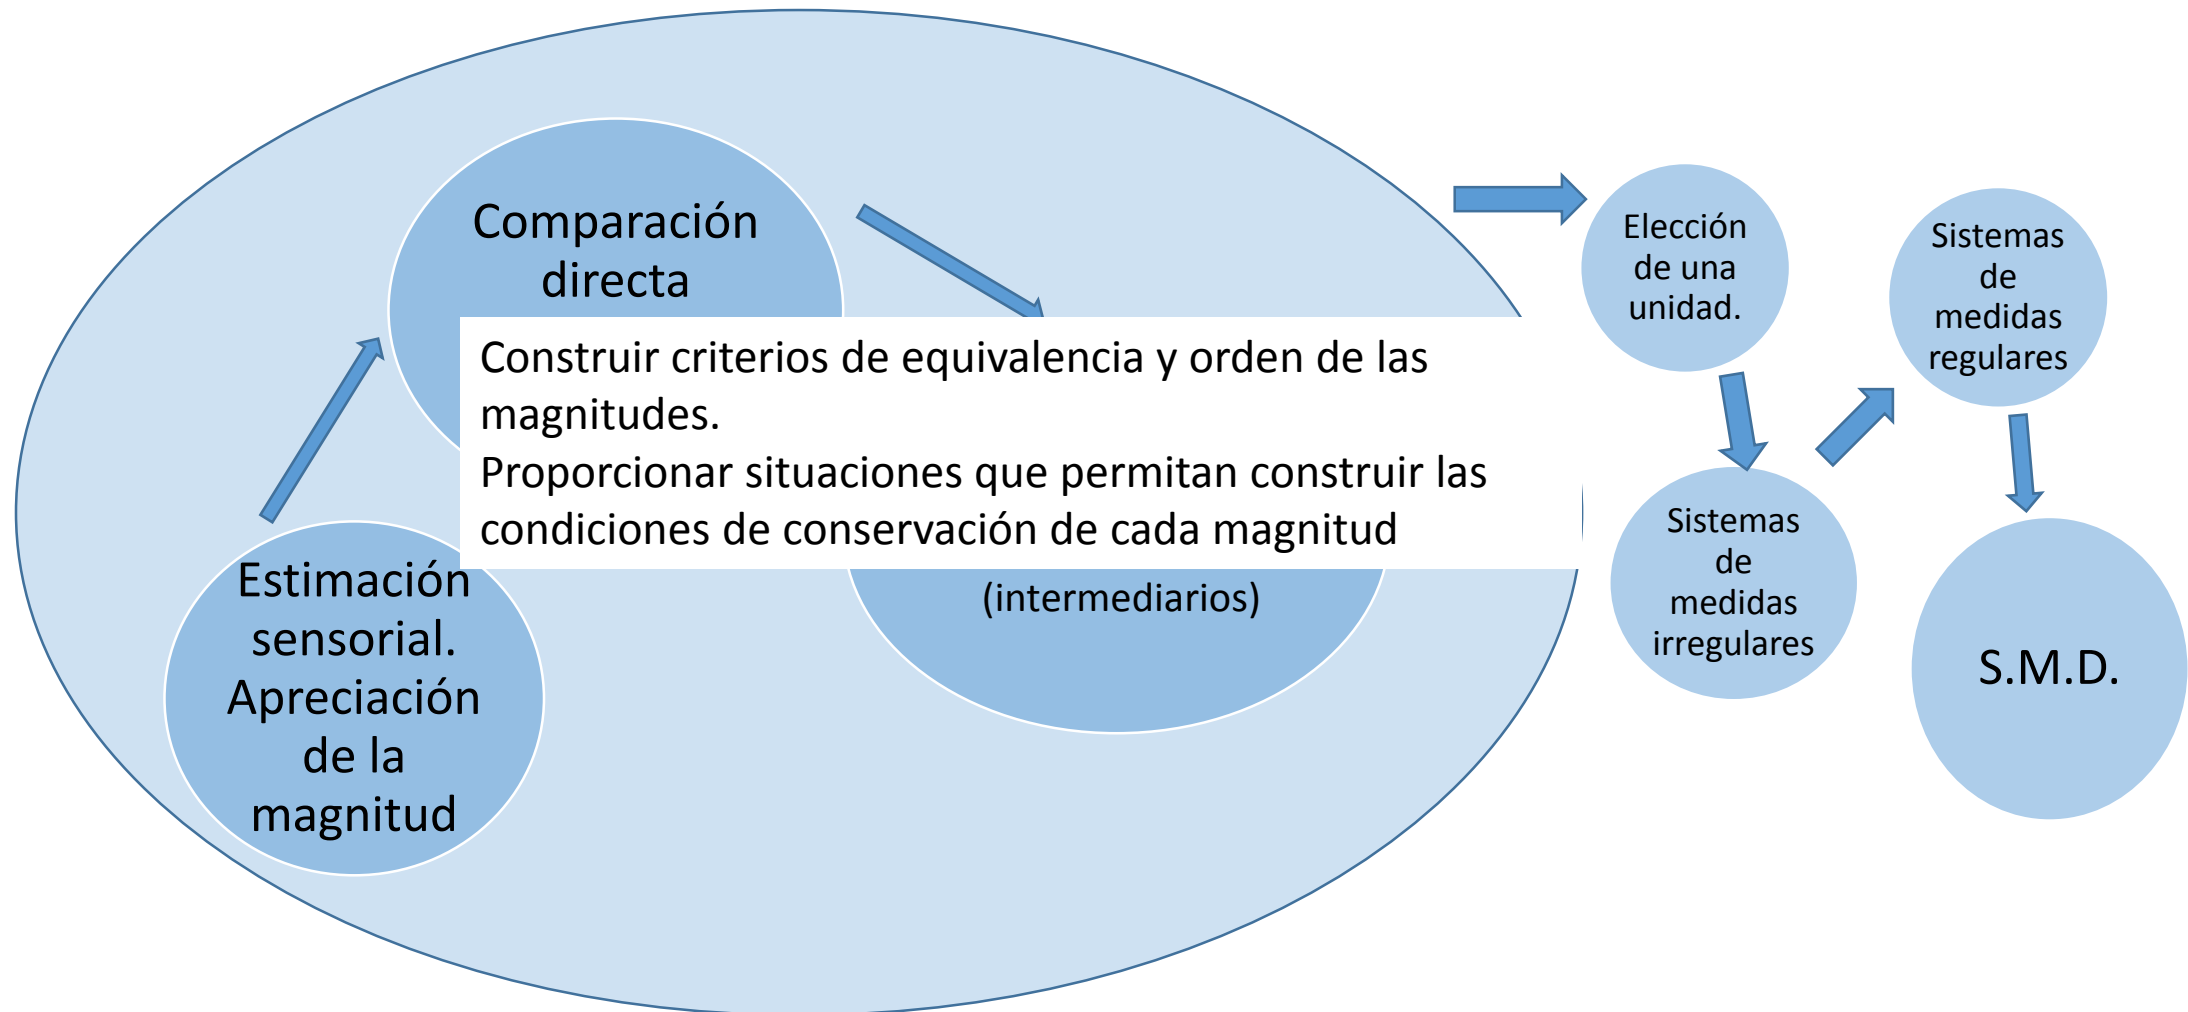 Comparación
directa
Construir criterios de equivalencia y orden de las
magnitudes.
Proporcionar situaciones que permitan construir las
condiciones de conservación de cada magnitud
(intermediarios)
Estimación
sensorial.
Apreciación
de la
magnitud
Elección
de una
unidad.
Sistemas
de
medidas
irregulares
Sistemas
de
medidas
regulares
S.M.D.